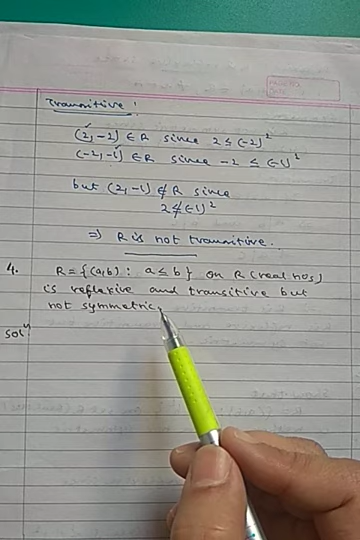 Transitive :
(2, -2) ∈ R since 2 ≤ (-2)²
(-2, -1) ∈ R since -2 ≤ (-1)²
but (2, -1) ∉ R since
2 ≰ (-1)²
⇒ R is not transitive.
4. R = {(a,b) : a ≤ b} on R (real nos)
is reflexive and transitive but
not symmetric.
Solⁿ